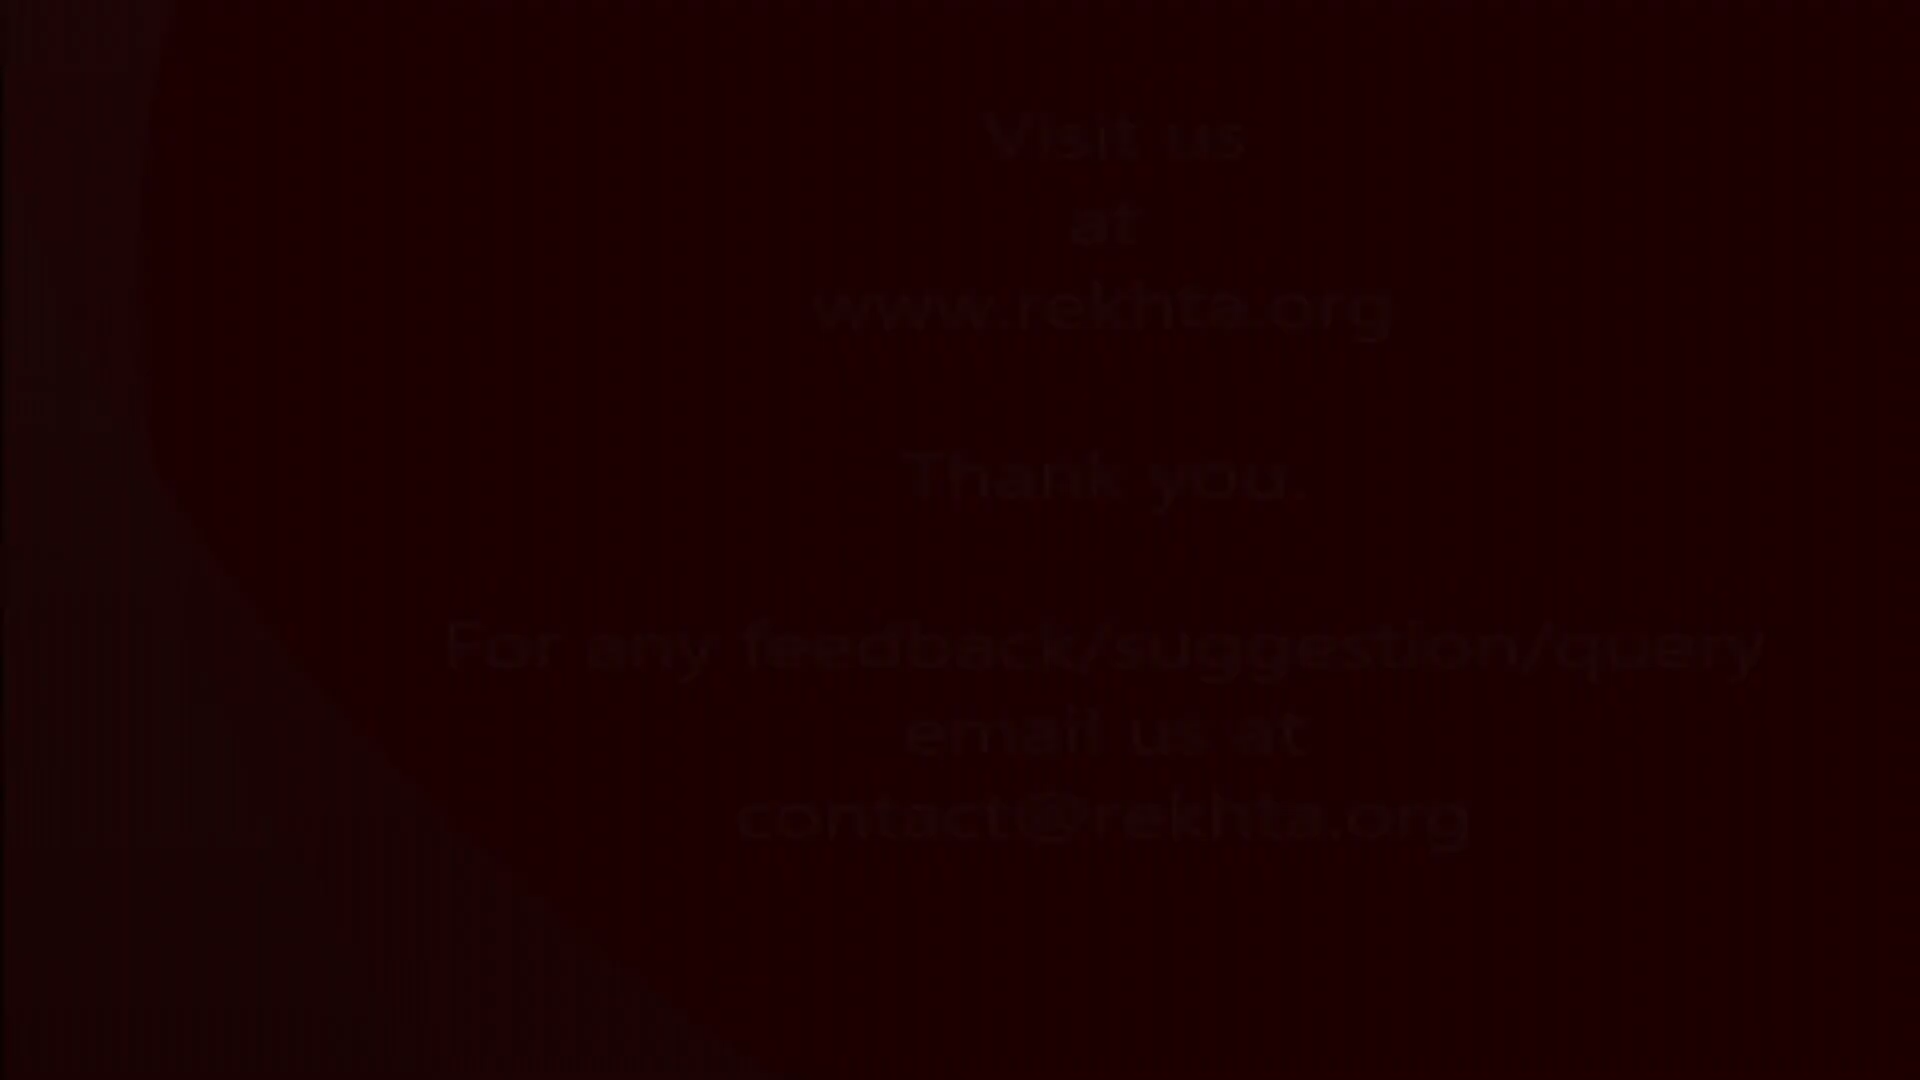 Visit us
at
www.rekhta.org
Thank you.
For any feedback/suggestion/query
email us at
contact@rekhta.org